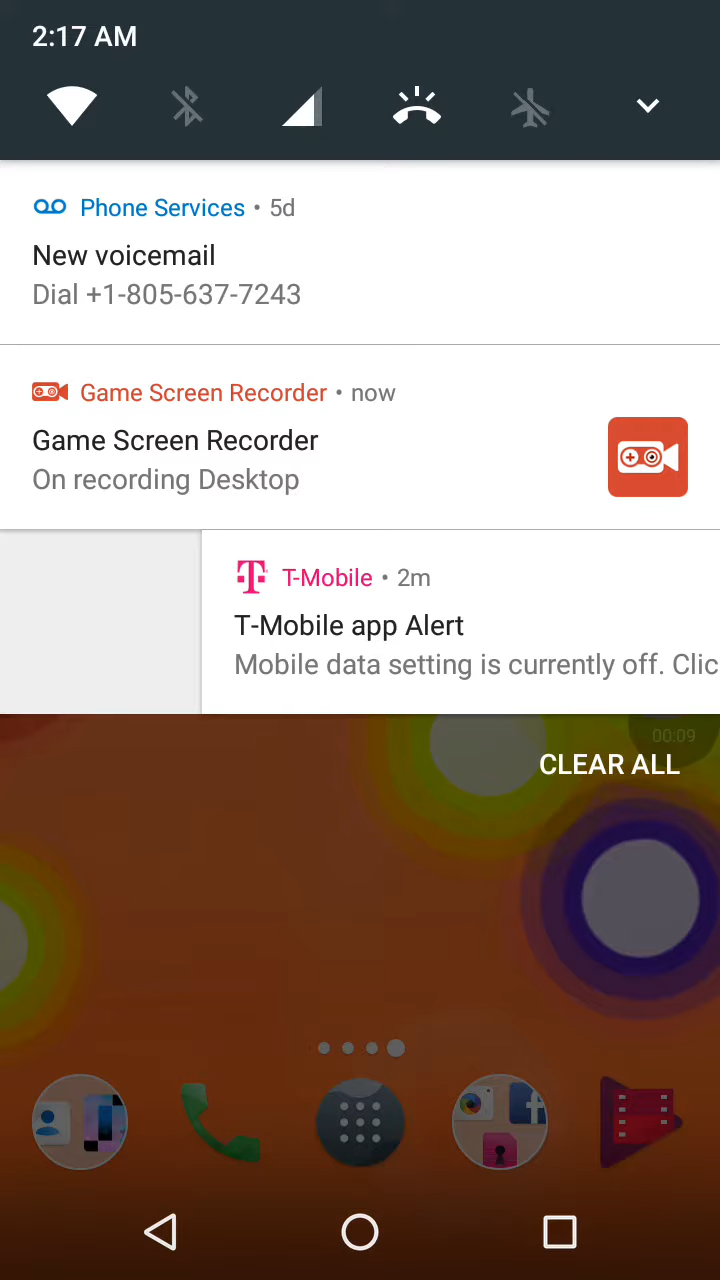 2:17 AM
Phone Services • 5d
New voicemail
Dial +1-805-637-7243
Game Screen Recorder • now
Game Screen Recorder
On recording Desktop
T-Mobile • 2m
T-Mobile app Alert
Mobile data setting is currently off. Clic
00:09
CLEAR ALL